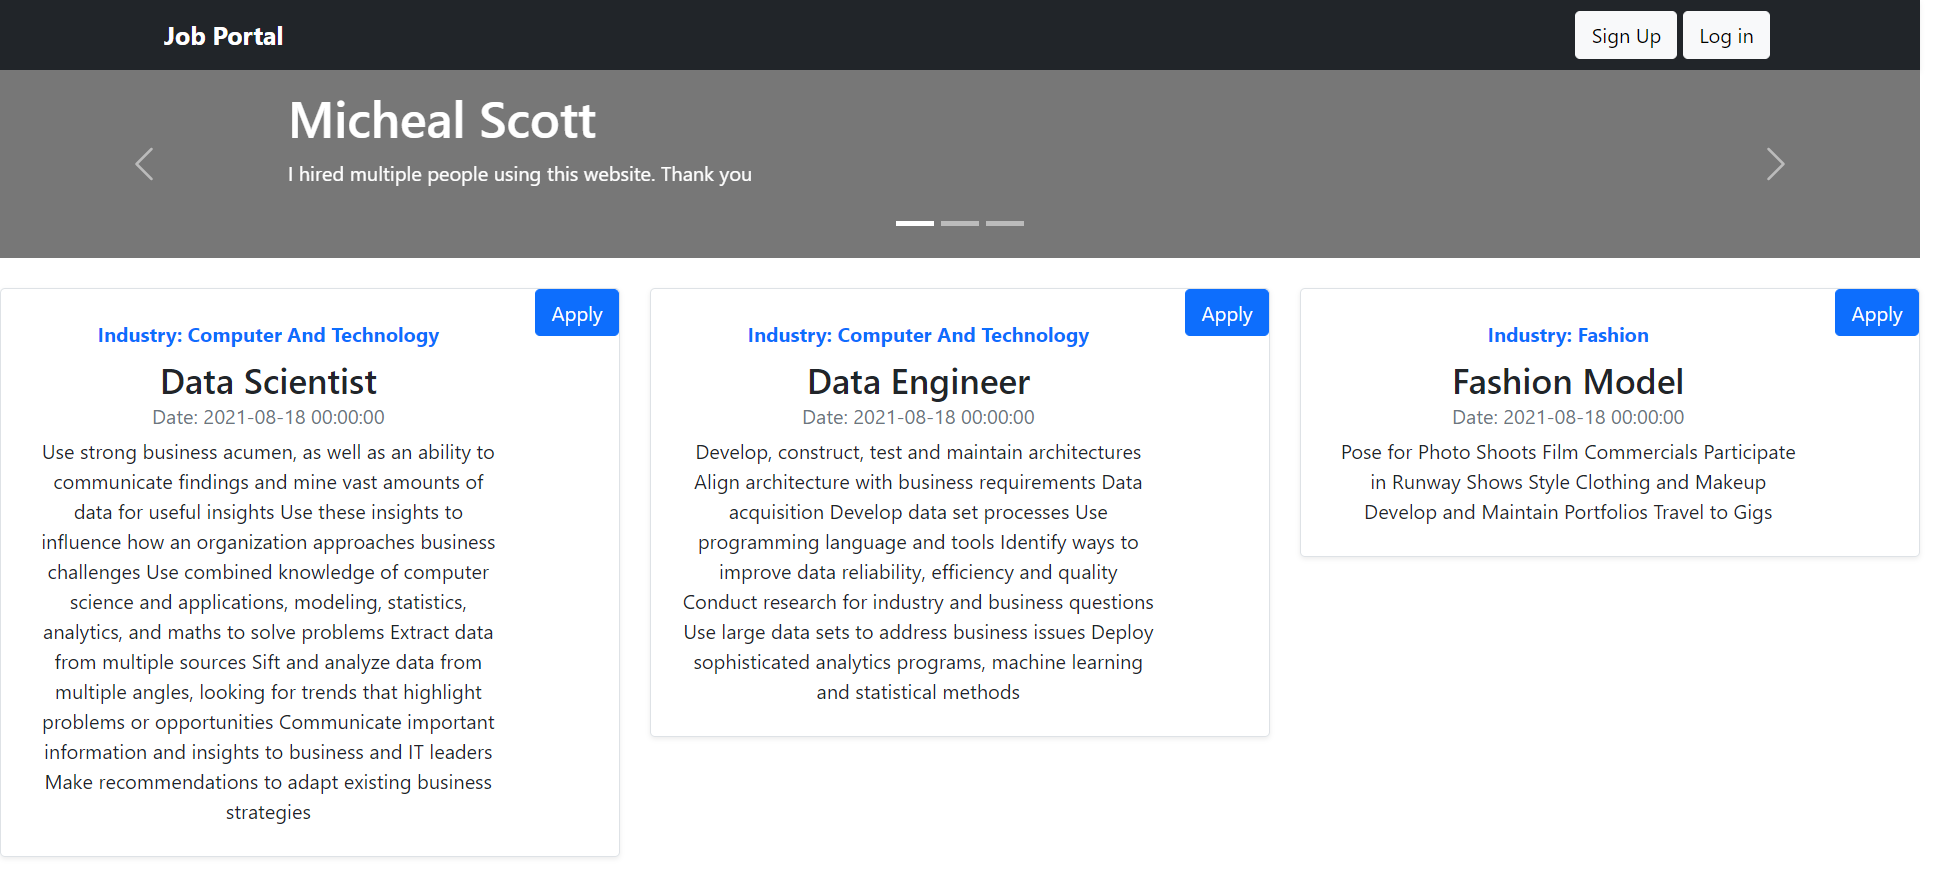 Job Portal
Sign Up
Log in
Micheal Scott
I hired multiple people using this website. Thank you
Apply
Industry: Computer And Technology
Data Scientist
Date: 2021-08-18 00:00:00
Use strong business acumen, as well as an ability to
communicate findings and mine vast amounts of
data for useful insights Use these insights to
influence how an organization approaches business
challenges Use combined knowledge of computer
science and applications, modeling, statistics,
analytics, and maths to solve problems Extract data
from multiple sources Sift and analyze data from
multiple angles, looking for trends that highlight
problems or opportunities Communicate important
information and insights to business and IT leaders
Make recommendations to adapt existing business
strategies
Apply
Industry: Computer And Technology
Data Engineer
Date: 2021-08-18 00:00:00
Develop, construct, test and maintain architectures
Align architecture with business requirements Data
acquisition Develop data set processes Use
programming language and tools Identify ways to
improve data reliability, efficiency and quality
Conduct research for industry and business questions
Use large data sets to address business issues Deploy
sophisticated analytics programs, machine learning
and statistical methods
Apply
Industry: Fashion
Fashion Model
Date: 2021-08-18 00:00:00
Pose for Photo Shoots Film Commercials Participate
in Runway Shows Style Clothing and Makeup
Develop and Maintain Portfolios Travel to Gigs